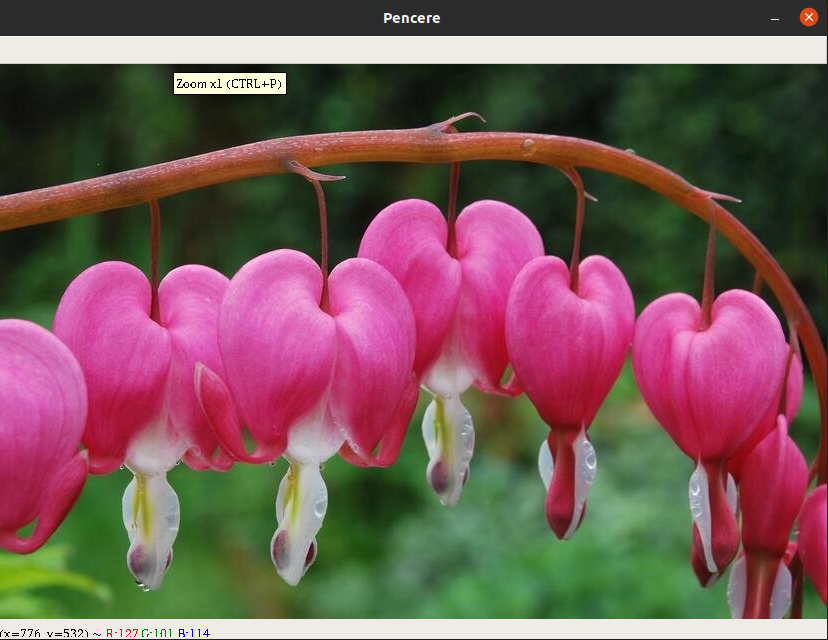 Pencere
Zoom x1 (CTRL+P)
(x=776, y=532) ~ R:127 G:101 B:114